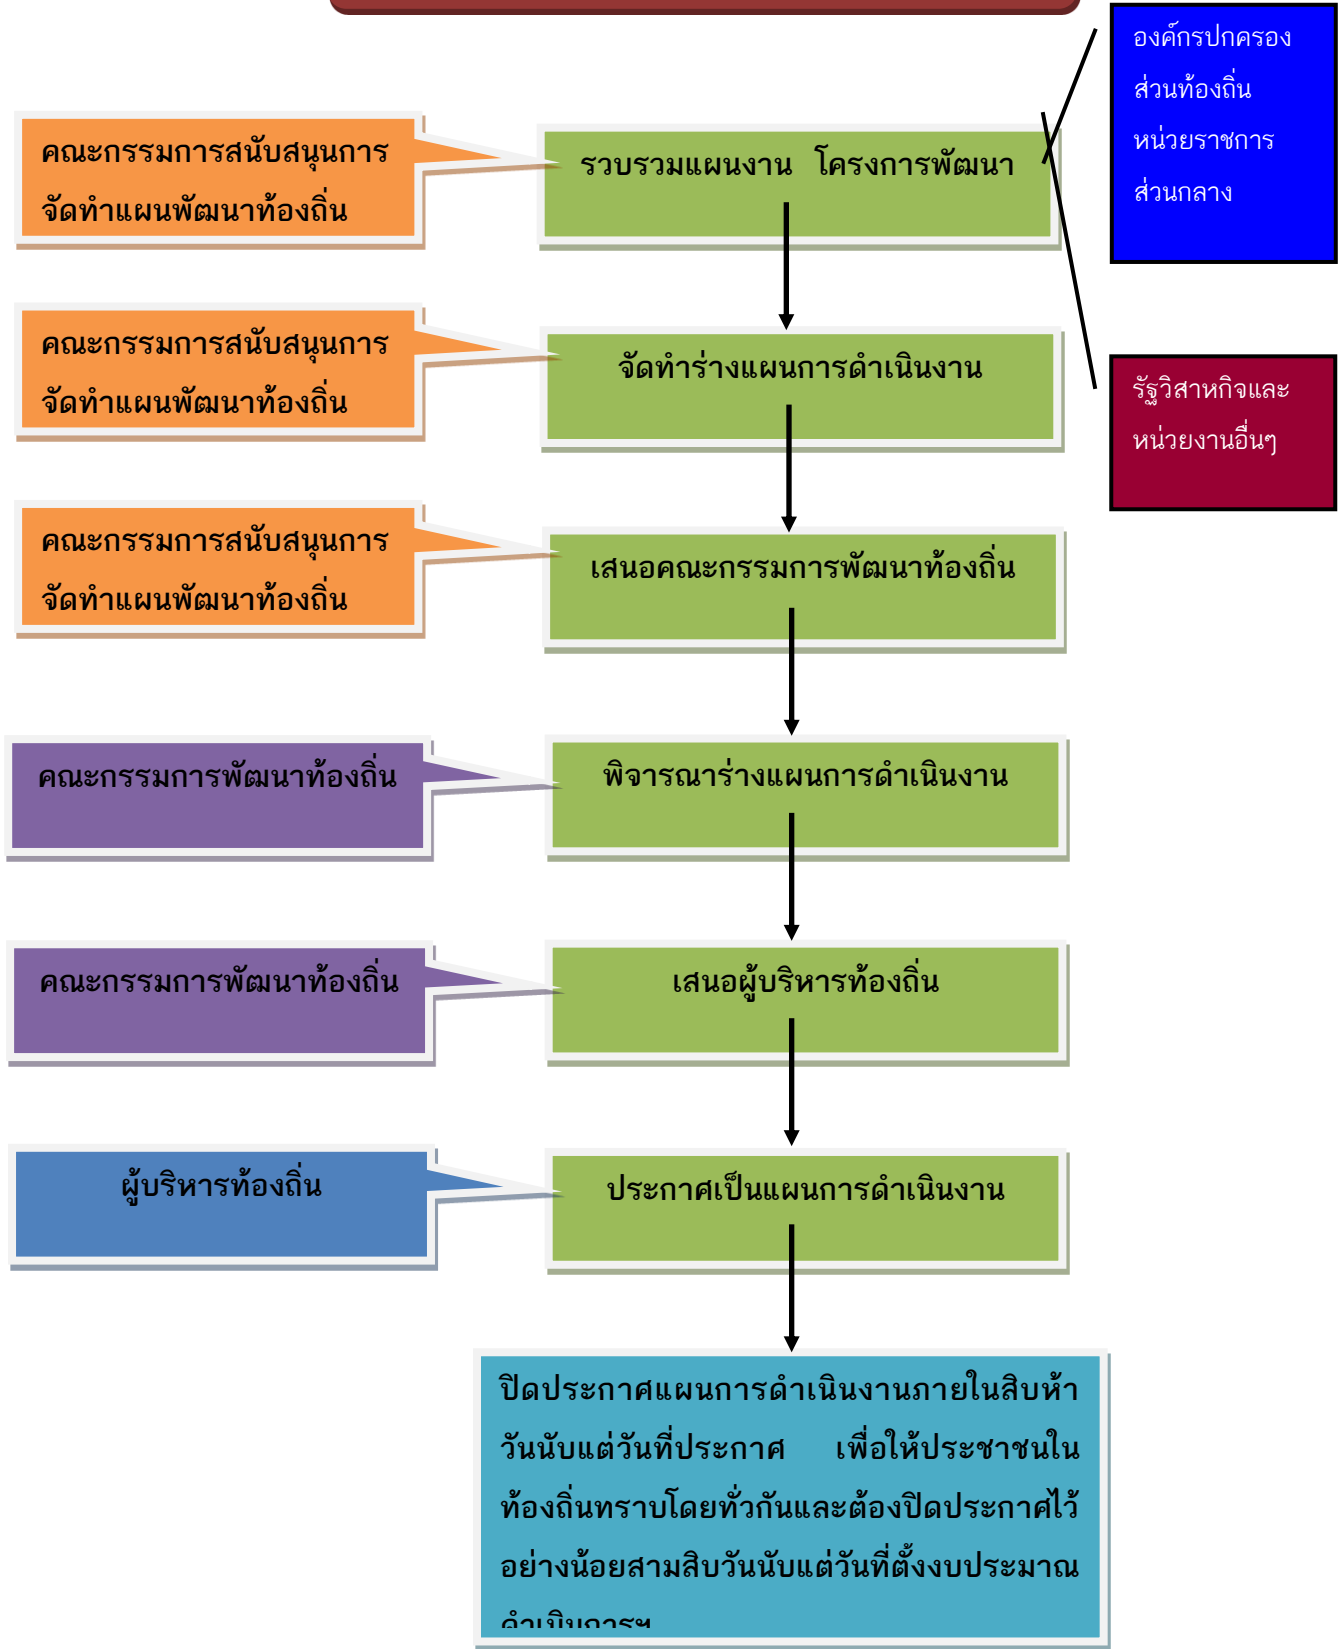 องค์กรปกครอง
ส่วนท้องถิ่น
หน่วยราชการ
ส่วนกลาง
คณะกรรมการสนับสนุนการ
จัดทำแผนพัฒนาท้องถิ่น
รวบรวมแผนงาน โครงการพัฒนา
คณะกรรมการสนับสนุนการ
จัดทำแผนพัฒนาท้องถิ่น
จัดทำร่างแผนการดำเนินงาน
รัฐวิสาหกิจและ
หน่วยงานอื่นๆ
คณะกรรมการสนับสนุนการ
จัดทำแผนพัฒนาท้องถิ่น
เสนอคณะกรรมการพัฒนาท้องถิ่น
คณะกรรมการพัฒนาท้องถิ่น
พิจารณาร่างแผนการดำเนินงาน
คณะกรรมการพัฒนาท้องถิ่น
เสนอผู้บริหารท้องถิ่น
ผู้บริหารท้องถิ่น
ประกาศเป็นแผนการดำเนินงาน
ปิดประกาศแผนการดำเนินงานภายในสิบห้า
วันนับแต่วันที่ประกาศ เพื่อให้ประชาชนใน
ท้องถิ่นทราบโดยทั่วกันและต้องปิดประกาศไว้
อย่างน้อยสามสิบวันนับแต่วันที่ตั้งงบประมาณ
ดำเนินการฯ